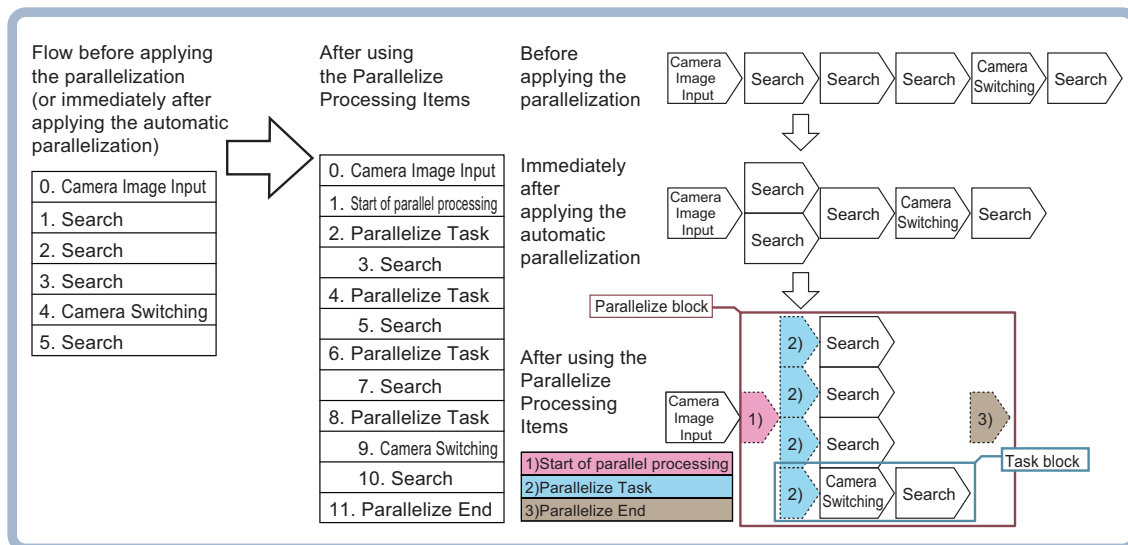 Flow before applying
the parallelization
(or immediately after
applying the automatic
parallelization)
0. Camera Image Input
1. Search
2. Search
3. Search
4. Camera Switching
5. Search
After using
the Parallelize
Processing Items
0. Camera Image Input
1. Start of parallel processing
2. Parallelize Task
3. Search
4. Parallelize Task
5. Search
6. Parallelize Task
7. Search
8. Parallelize Task
9. Camera Switching
10. Search
11. Parallelize End
Before
applying the
parallelization
Camera
Image
Input
Search
Search
Search
Camera
Switching
Search
Immediately
after
applying the
automatic
parallelization
Camera
Image
Input
Search
Search
Search
Camera
Switching
Search
Parallelize block
After using the
Parallelize
Processing
Items
Camera
Image
Input
1)
2)
Search
2)
Search
2)
Search
2)
Camera
Switching
Search
3)
Task block
1)Start of parallel processing
2)Parallelize Task
3)Parallelize End